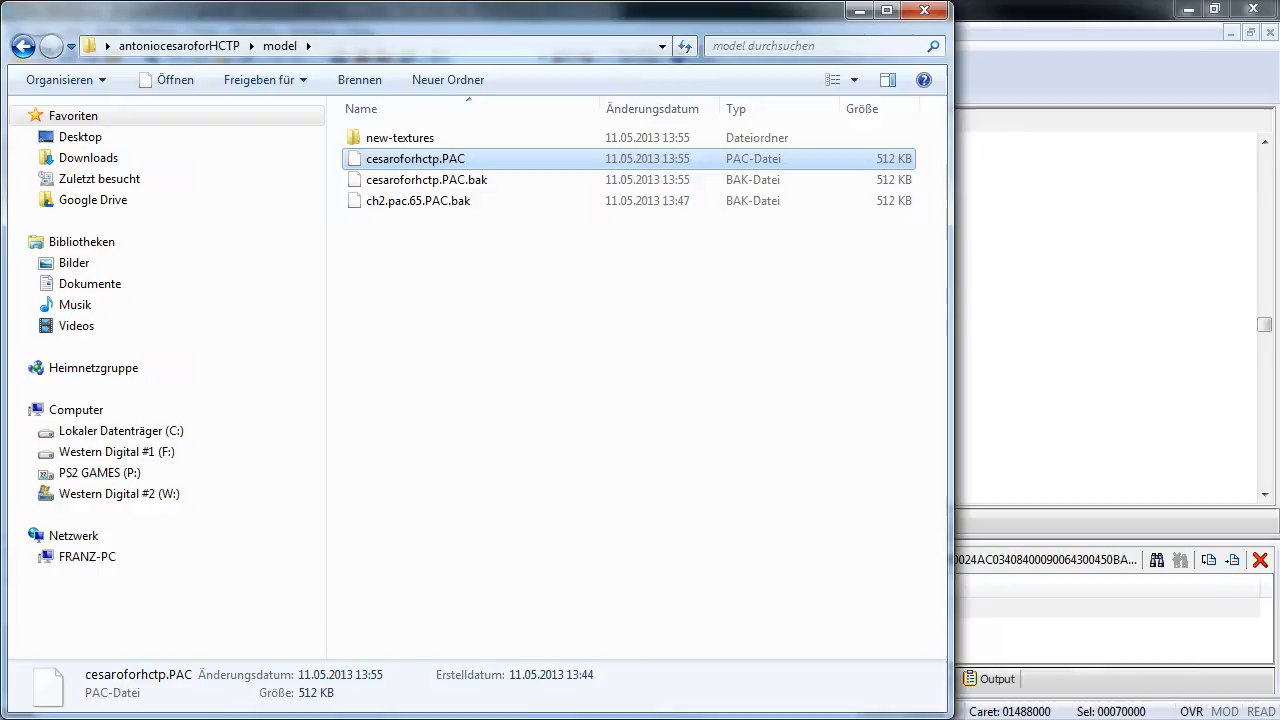 antoniocesaroforHCTP model
model durchsuchen
Organisieren Öffnen Freigeben für Brennen Neuer Ordner
Name Änderungsdatum Typ Größe
Favoriten
Desktop
Downloads
Zuletzt besucht
Google Drive
Bibliotheken
Bilder
Dokumente
Musik
Videos
Heimnetzgruppe
Computer
Lokaler Datenträger (C:)
Western Digital #1 (F:)
PS2 GAMES (P:)
Western Digital #2 (W:)
Netzwerk
FRANZ-PC
new-textures 11.05.2013 13:55 Dateiordner
cesaroforhctp.PAC 11.05.2013 13:55 PAC-Datei 512 KB
cesaroforhctp.PAC.bak 11.05.2013 13:55 BAK-Datei 512 KB
ch2.pac.65.PAC.bak 11.05.2013 13:47 BAK-Datei 512 KB
cesaroforhctp.PAC Änderungsdatum: 11.05.2013 13:55 Erstelldatum: 11.05.2013 13:44
PAC-Datei Größe: 512 KB
0024AC03408400090064300450BA...
Output
Caret: 01488000 Sel: 00070000 OVR MOD READ